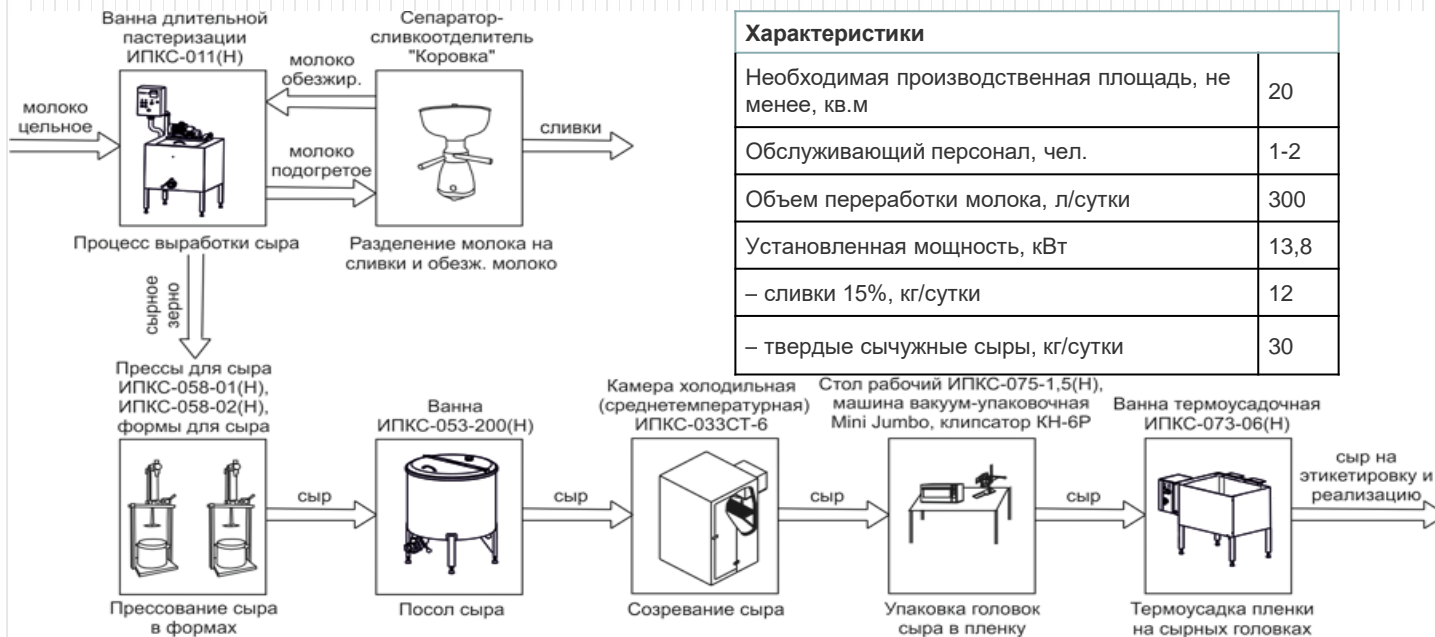 Ванна длительной
пастеризации
ИПКС-011(Н)
Сепаратор-
сливкоотделитель
"Коровка"
молоко
цельное
молоко
обезжир.
молоко
подогретое
сливки
Процесс выработки сыра
Разделение молока на
сливки и обезж. молоко
Характеристики
Необходимая производственная площадь, не
менее, кв.м
20
Обслуживающий персонал, чел.
1-2
Объем переработки молока, л/сутки
300
Установленная мощность, кВт
13,8
– сливки 15%, кг/сутки
12
– твердые сычужные сыры, кг/сутки
30
сырное
зерно
Прессы для сыра
ИПКС-058-01(Н),
ИПКС-058-02(Н),
формы для сыра
Прессование сыра
в формах
сыр
Ванна
ИПКС-053-200(Н)
Посол сыра
сыр
Камера холодильная
(среднетемпературная)
ИПКС-033СТ-6
Созревание сыра
сыр
Стол рабочий ИПКС-075-1,5(Н),
машина вакуум-упаковочная
Mini Jumbo, клипсатор КН-6Р
Упаковка головок
сыра в пленку
сыр
Ванна термоусадочная
ИПКС-073-06(Н)
Термоусадка пленки
на сырных головках
сыр на
этикетировку и
реализацию